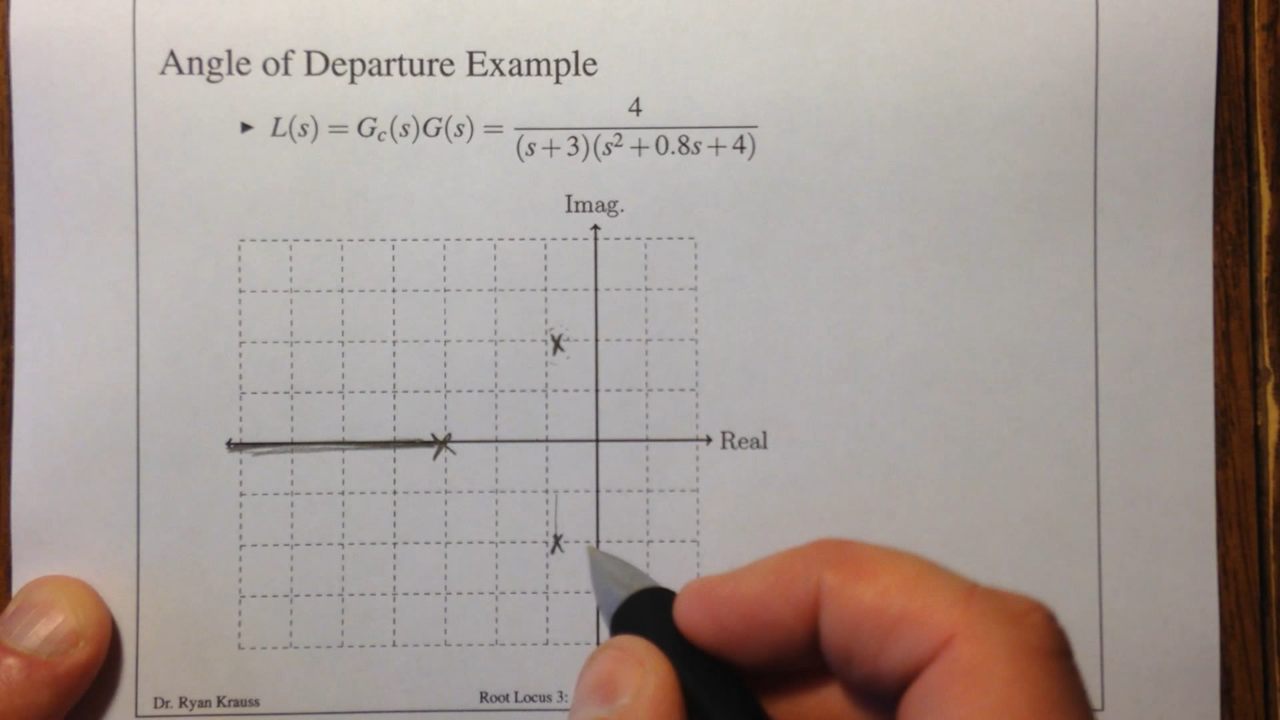 Angle of Departure Example
► L(s) = G_c(s)G(s) = \frac{4}{(s+3)(s^2+0.8s+4)}
Imag.
Real
Dr. Ryan Krauss Root Locus 3: